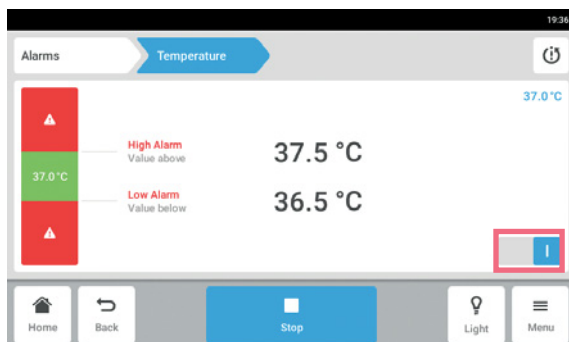 19:36
Alarms
Temperature
37.0°C
37.0°C
High Alarm
Value above
37.5 °C
Low Alarm
Value below
36.5 °C
I
Home
Back
Stop
Light
Menu